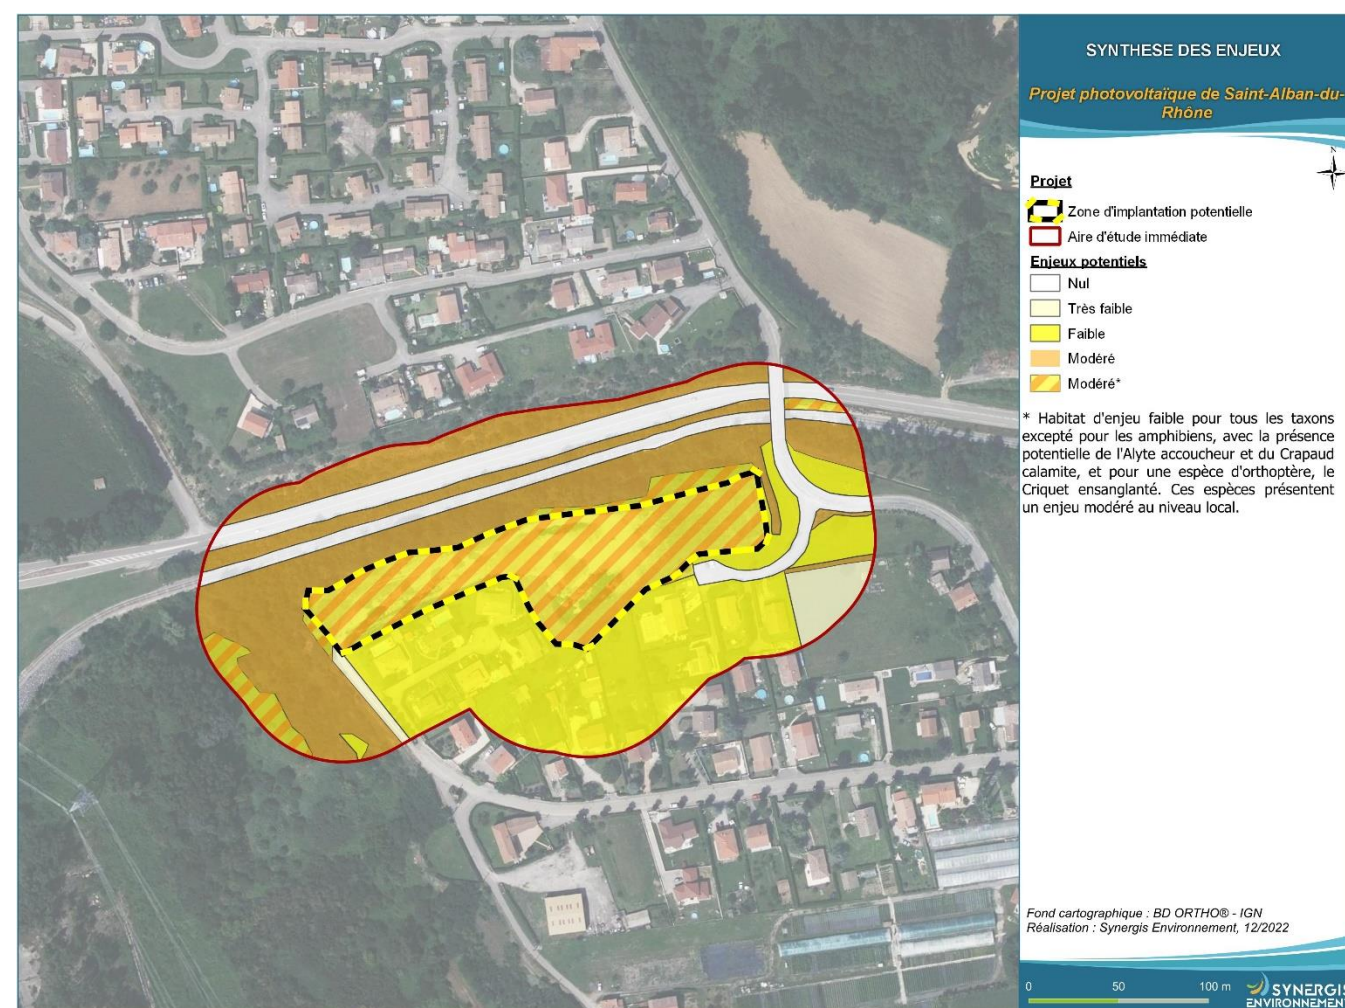 SYNTHESE DES ENJEUX
Projet photovoltaïque de Saint-Alban-du-
Rhône
N
Projet
Zone d'implantation potentielle
Aire d'étude immédiate
Enjeux potentiels
Nul
Très faible
Faible
Modéré
Modéré*
* Habitat d'enjeu faible pour tous les taxons
excepté pour les amphibiens, avec la présence
potentielle de l'Alyte accoucheur et du Crapaud
calamite, et pour une espèce d'orthoptère, le
Criquet ensanglanté. Ces espèces présentent
un enjeu modéré au niveau local.
Fond cartographique : BD ORTHO® - IGN
Réalisation : Synergis Environnement, 12/2022
0 50 100 m
SYNERGIS
ENVIRONNEMENT